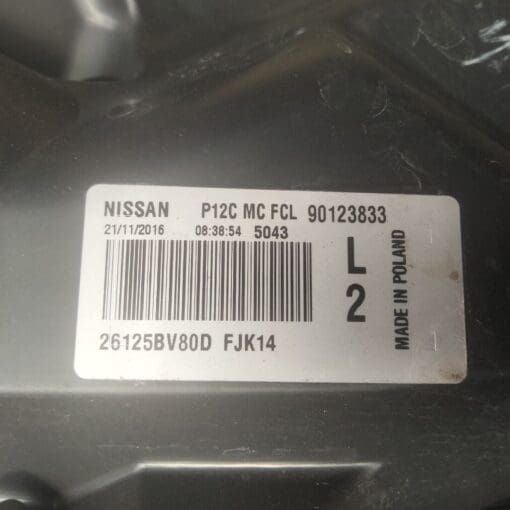 NISSAN P12C MC FCL 90123833
21/11/2016 08:38:54 5043
L
2
MADE IN POLAND
26125BV80D FJK14